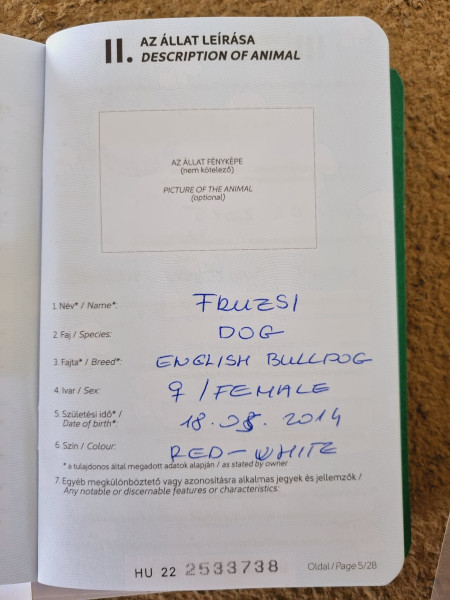 II. AZ ÁLLAT LEÍRÁSA
DESCRIPTION OF ANIMAL
AZ ÁLLAT FÉNYKÉPE
(nem kötelező)
PICTURE OF THE ANIMAL
(optional)
1. Név* / Name*: FRUZSI
2. Faj / Species: DOG
3. Fajta* / Breed*: ENGLISH BULLDOG
4. Ivar / Sex: ♀ / FEMALE
5. Születési idő* /
Date of birth*: 18.08.2014
6. Szín / Colour: RED-WHITE
* a tulajdonos által megadott adatok alapján / as stated by owner
7. Egyéb megkülönböztető vagy azonosításra alkalmas jegyek és jellemzők /
Any notable or discernable features or characteristics:
HU 22 2533738
Oldal / Page 5/28